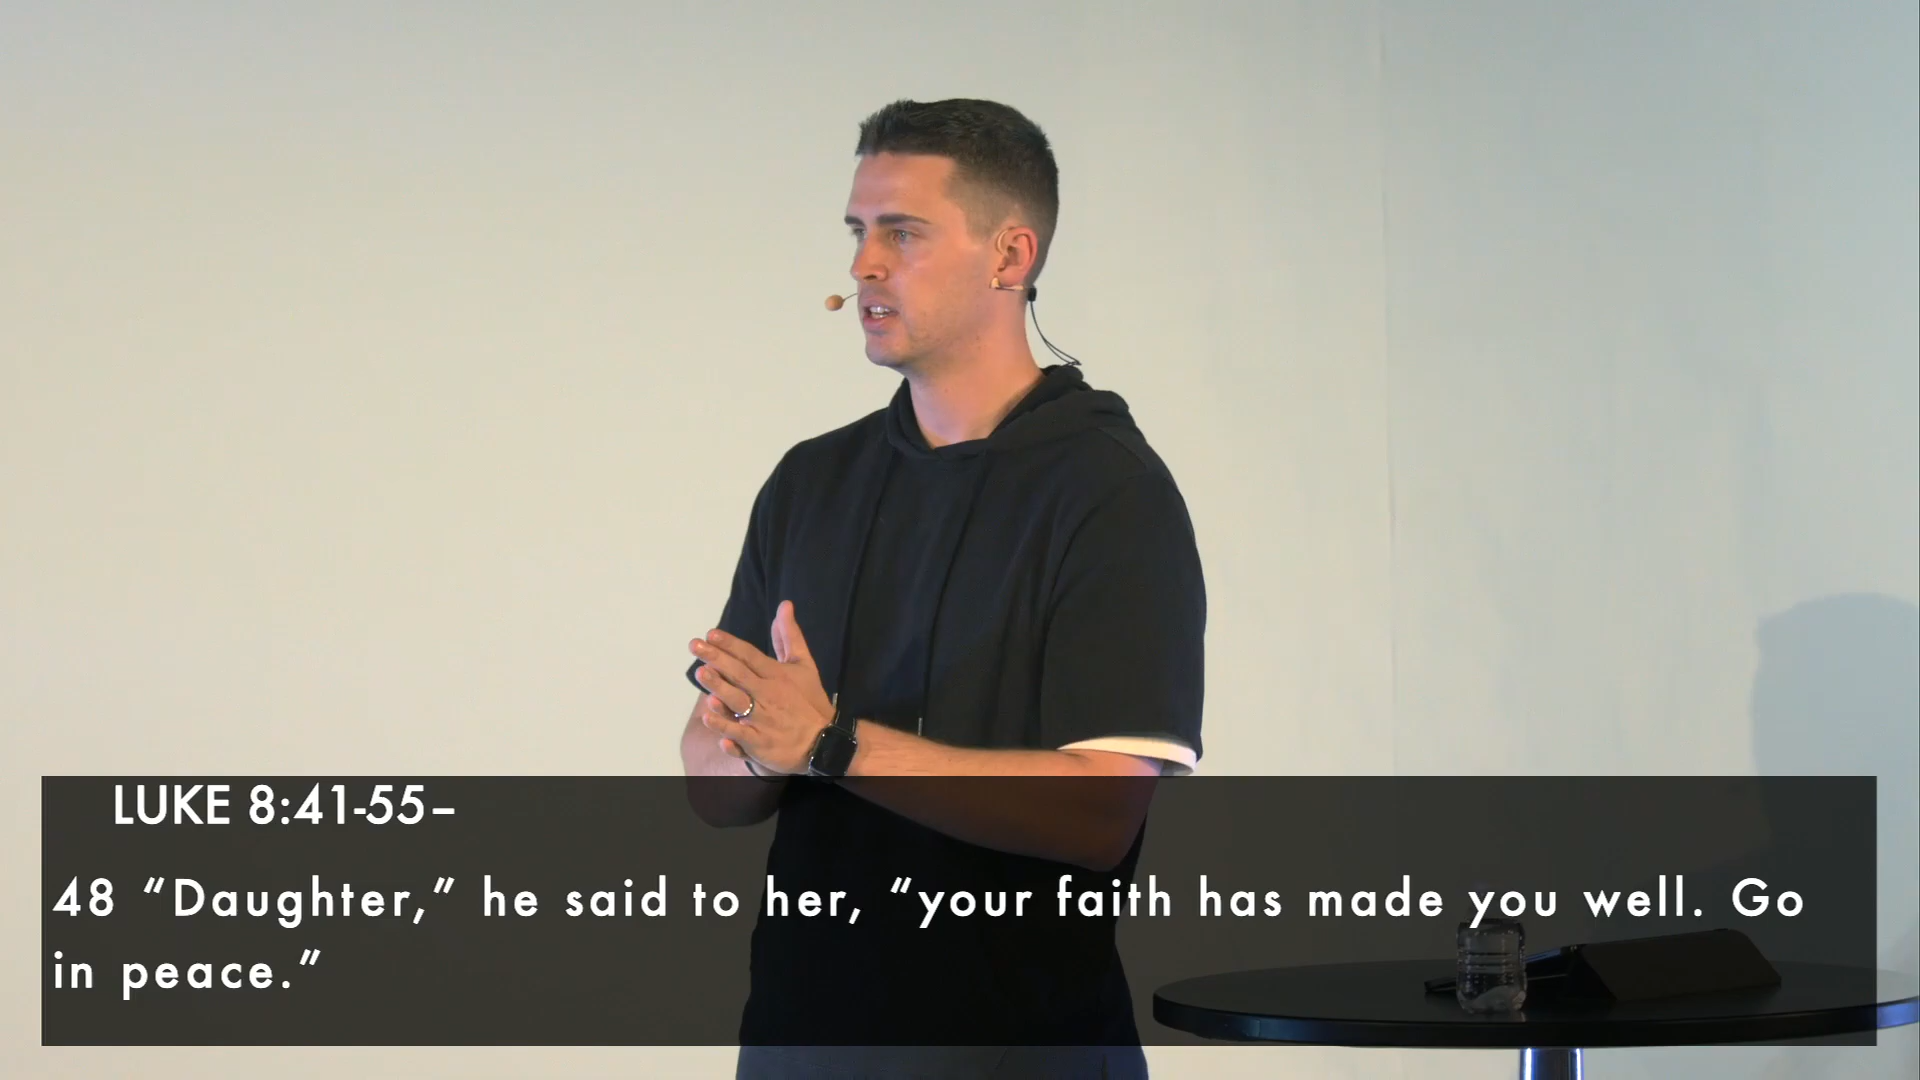 LUKE 8:41-55–
48 “Daughter,” he said to her, “your faith has made you well. Go
in peace.”